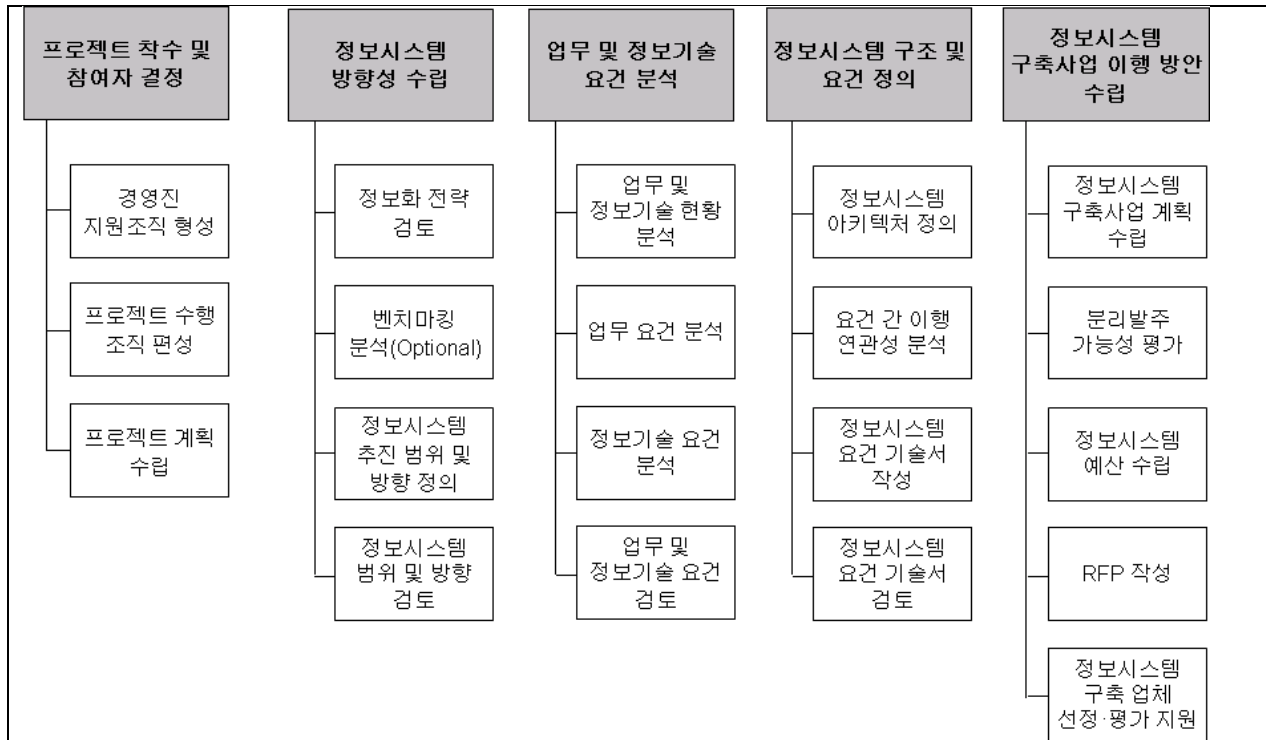 프로젝트 착수 및
참여자 결정
경영진
지원조직 형성
프로젝트 수행
조직 편성
프로젝트 계획
수립
정보시스템
방향성 수립
정보화 전략
검토
벤치마킹
분석(Optional)
정보시스템
추진 범위 및
방향 정의
정보시스템
범위 및 방향
검토
업무 및 정보기술
요건 분석
업무 및
정보기술 현황
분석
업무 요건 분석
정보기술 요건
분석
업무 및
정보기술 요건
검토
정보시스템 구조 및
요건 정의
정보시스템
아키텍처 정의
요건 간 이행
연관성 분석
정보시스템
요건 기술서
작성
정보시스템
요건 기술서
검토
정보시스템
구축사업 이행 방안
수립
정보시스템
구축사업 계획
수립
분리발주
가능성 평가
정보시스템
예산 수립
RFP 작성
정보시스템
구축 업체
선정·평가 지원